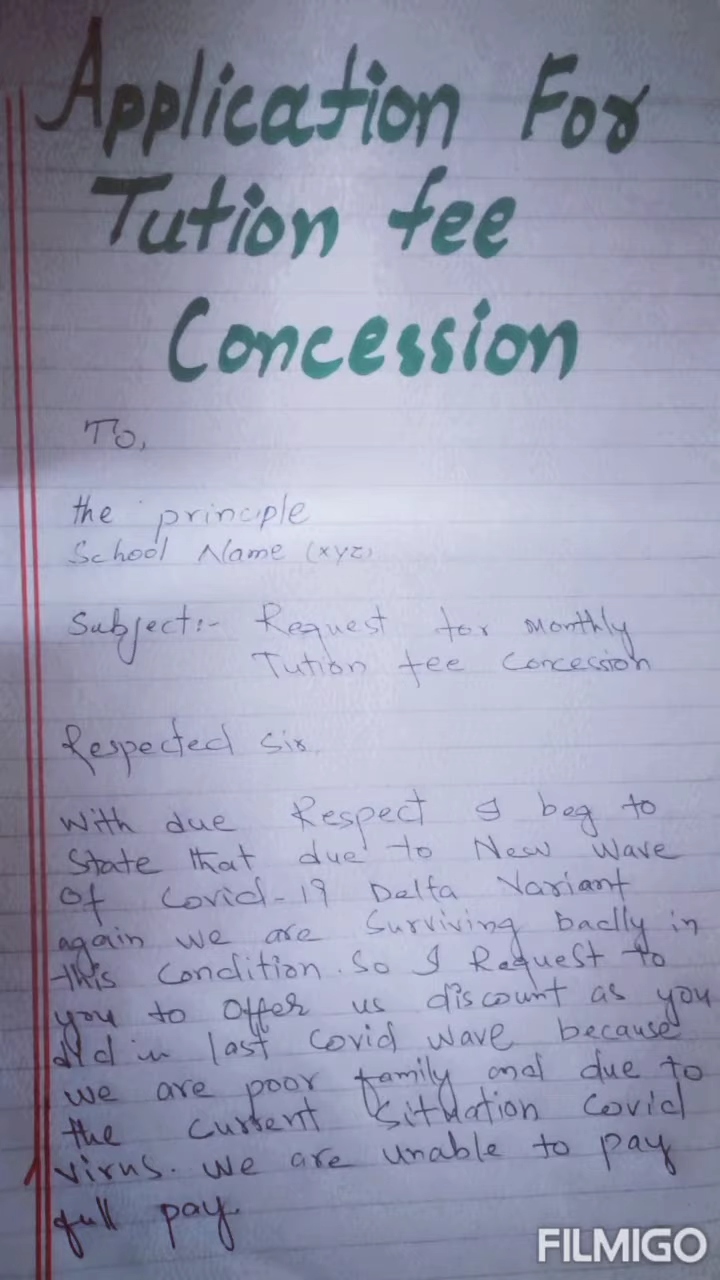 Application For
Tution fee
Concession
To,
the principle
School Name (xyz)
Subject:- Request for Monthly
Tution fee Concession
Respected Sir.
With due Respect I beg to
State that due to New Wave
Of Covid-19 Delta Variant
again we are Surviving badly in
this Condition. So I Request to
you to Offer us discount as you
did in last Covid wave because
we are poor family and due to
the current Situation Covid
virus. we are unable to pay
full pay.
FILMIGO